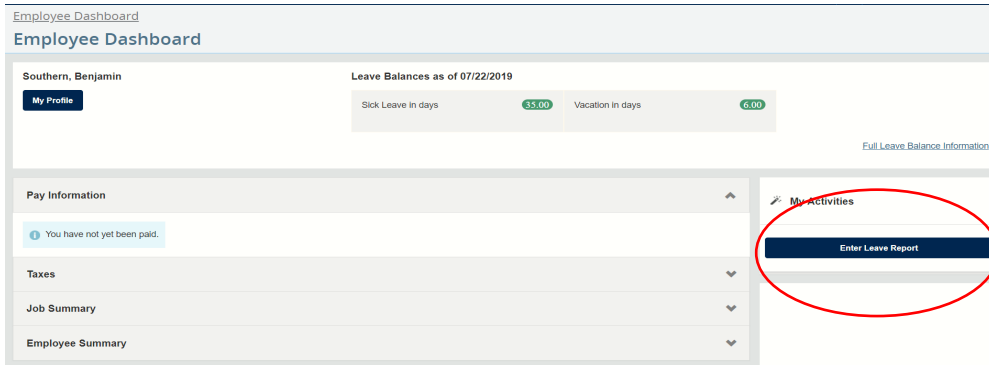 Employee Dashboard
Employee Dashboard
Southern, Benjamin
My Profile
Leave Balances as of 07/22/2019
Sick Leave in days 35.00 Vacation in days 6.00
Full Leave Balance Information
Pay Information
You have not yet been paid.
Taxes
Job Summary
Employee Summary
My Activities
Enter Leave Report